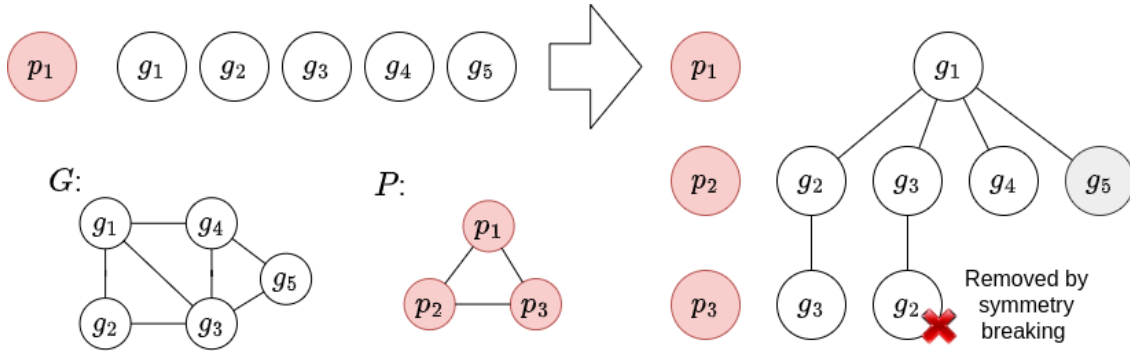 p₁ g₁ g₂ g₃ g₄ g₅ p₁ g₁
G: P: p₂ g₂ g₃ g₄ g₅
g₁ g₄ p₁
g₅
g₂ g₃ p₂ p₃ p₃ g₃ g₂ Removed by
symmetry
breaking